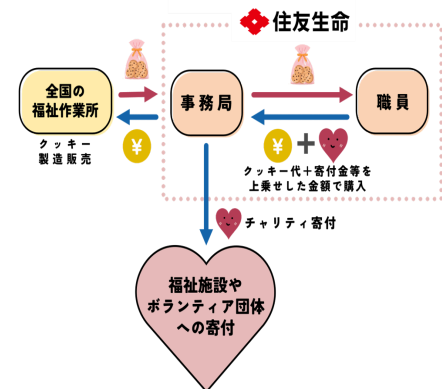 住友生命
全国の
福祉作業所
事務局
職員
クッキー
製造販売
¥
¥
+
クッキー代+寄付金等を
上乗せした金額で購入
チャリティ寄付
福祉施設や
ボランティア団体
への寄付